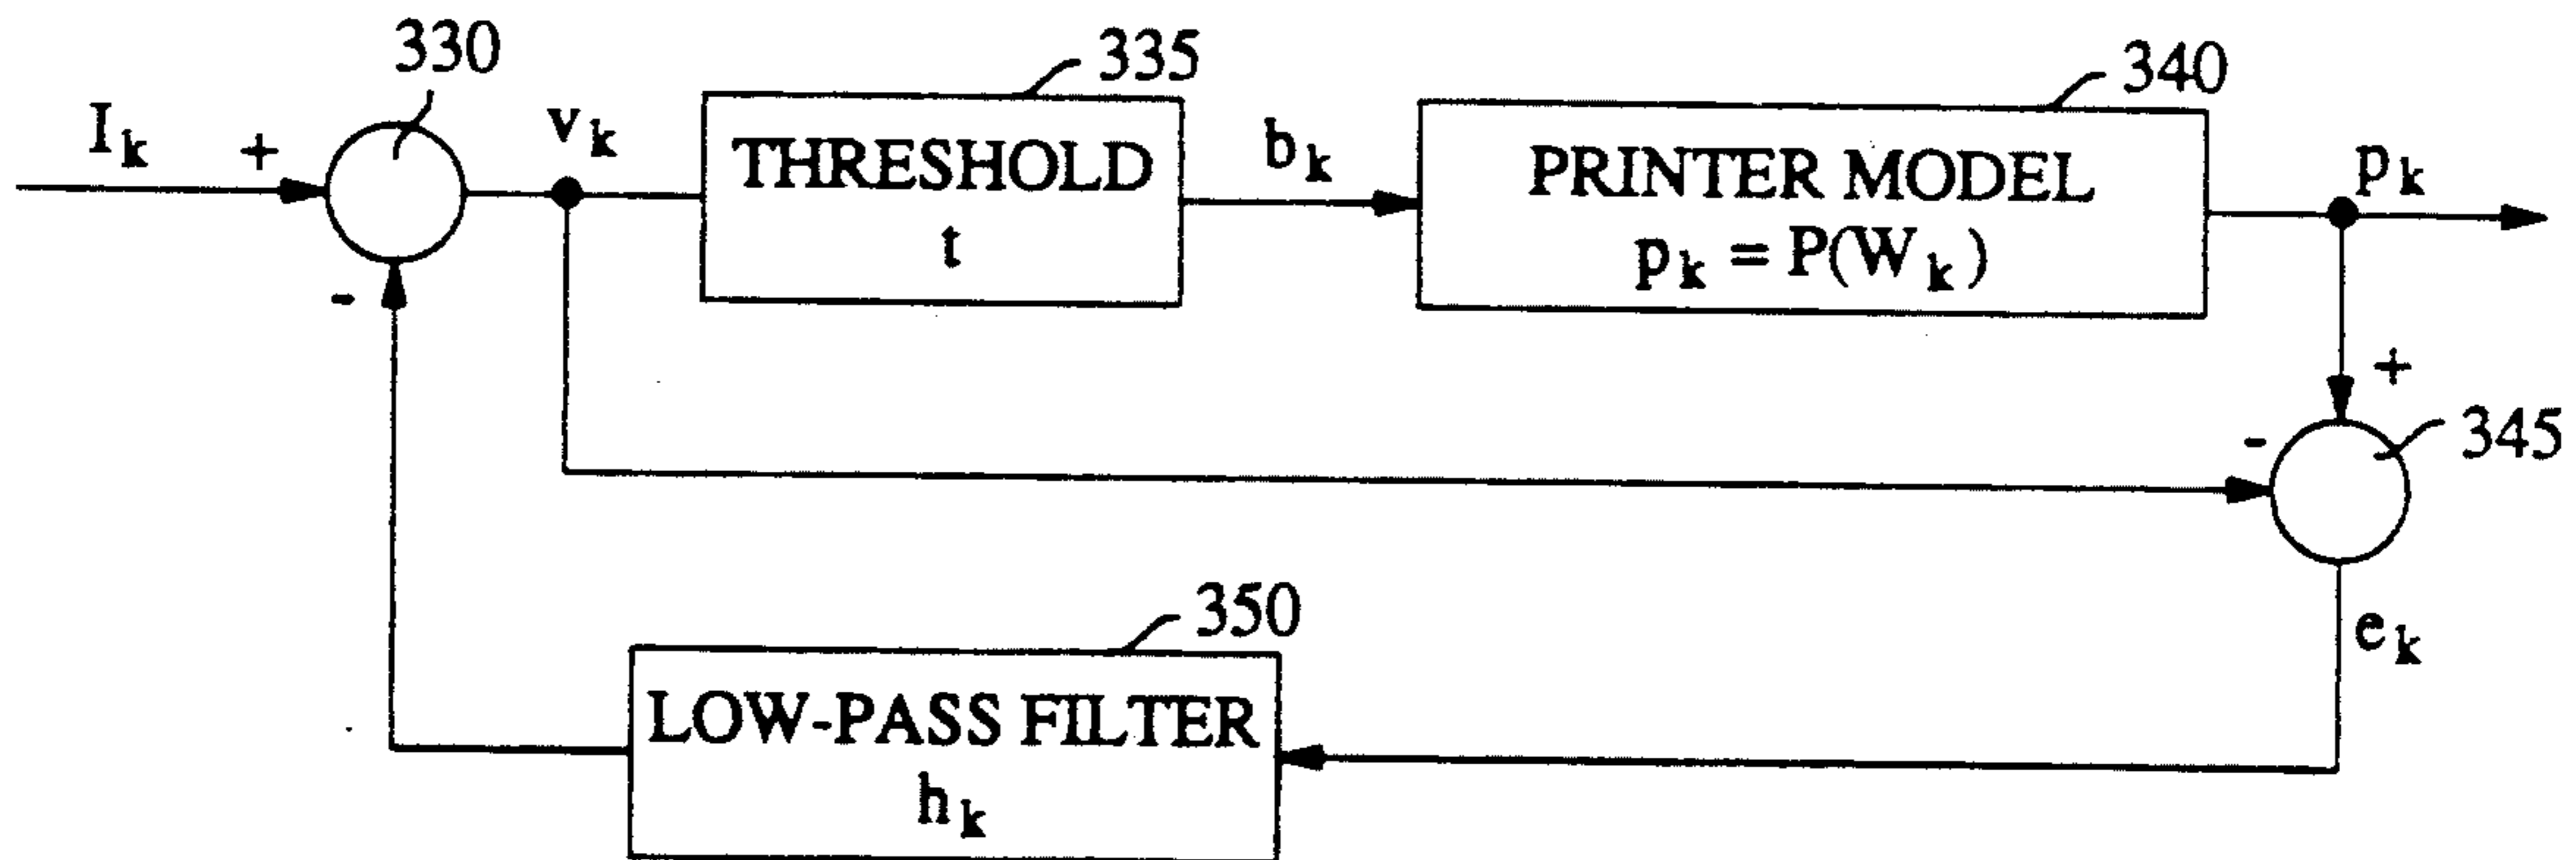 330
335
340
I_k
+
v_k
THRESHOLD
t
b_k
PRINTER MODEL
p_k = P(W_k)
p_k
-
+
-
345
350
e_k
LOW-PASS FILTER
h_k